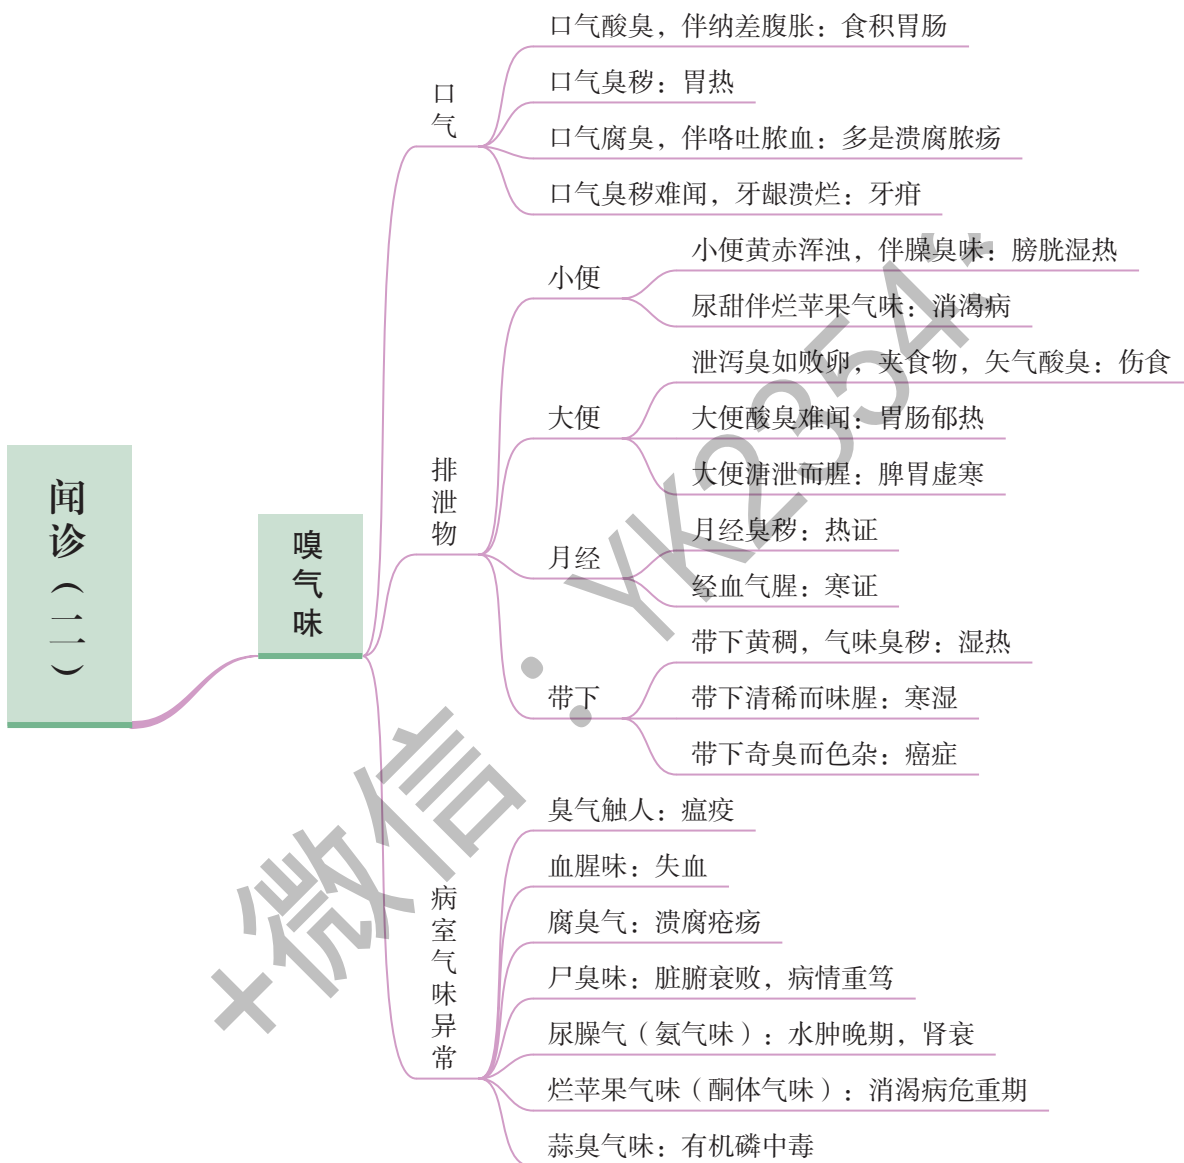 闻诊（二）
嗅气味
口气
口气酸臭，伴纳差腹胀：食积胃肠
口气臭秽：胃热
口气腐臭，伴咯吐脓血：多是溃腐脓疡
口气臭秽难闻，牙龈溃烂：牙疳
排泄物
小便
小便黄赤浑浊，伴臊臭味：膀胱湿热
尿甜伴烂苹果气味：消渴病
大便
泄泻臭如败卵，夹食物，矢气酸臭：伤食
大便酸臭难闻：胃肠郁热
大便溏泄而腥：脾胃虚寒
月经
月经臭秽：热证
经血气腥：寒证
带下
带下黄稠，气味臭秽：湿热
带下清稀而味腥：寒湿
带下奇臭而色杂：癌症
病室气味异常
臭气触人：瘟疫
血腥味：失血
腐臭气：溃腐疮疡
尸臭味：脏腑衰败，病情重笃
尿臊气（氨气味）：水肿晚期，肾衰
烂苹果气味（酮体气味）：消渴病危重期
蒜臭气味：有机磷中毒
+微信：YK2354